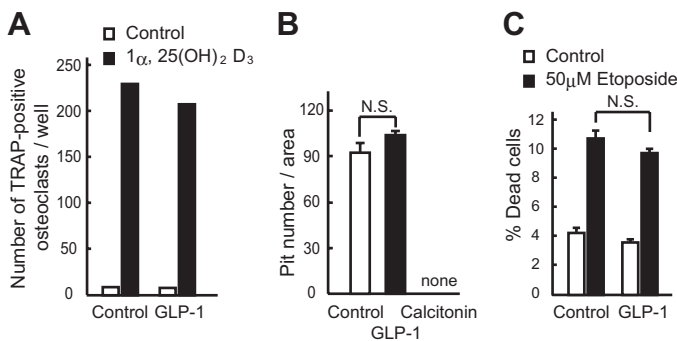 A
Control
1α, 25(OH)₂ D₃
Number of TRAP-positive
osteoclasts / well
250
200
150
100
50
0
Control GLP-1
B
Pit number / area
120
90
60
30
0
N.S.
none
Control Calcitonin
GLP-1
C
Control
50μM Etoposide
% Dead cells
12
10
8
6
4
2
0
N.S.
Control GLP-1